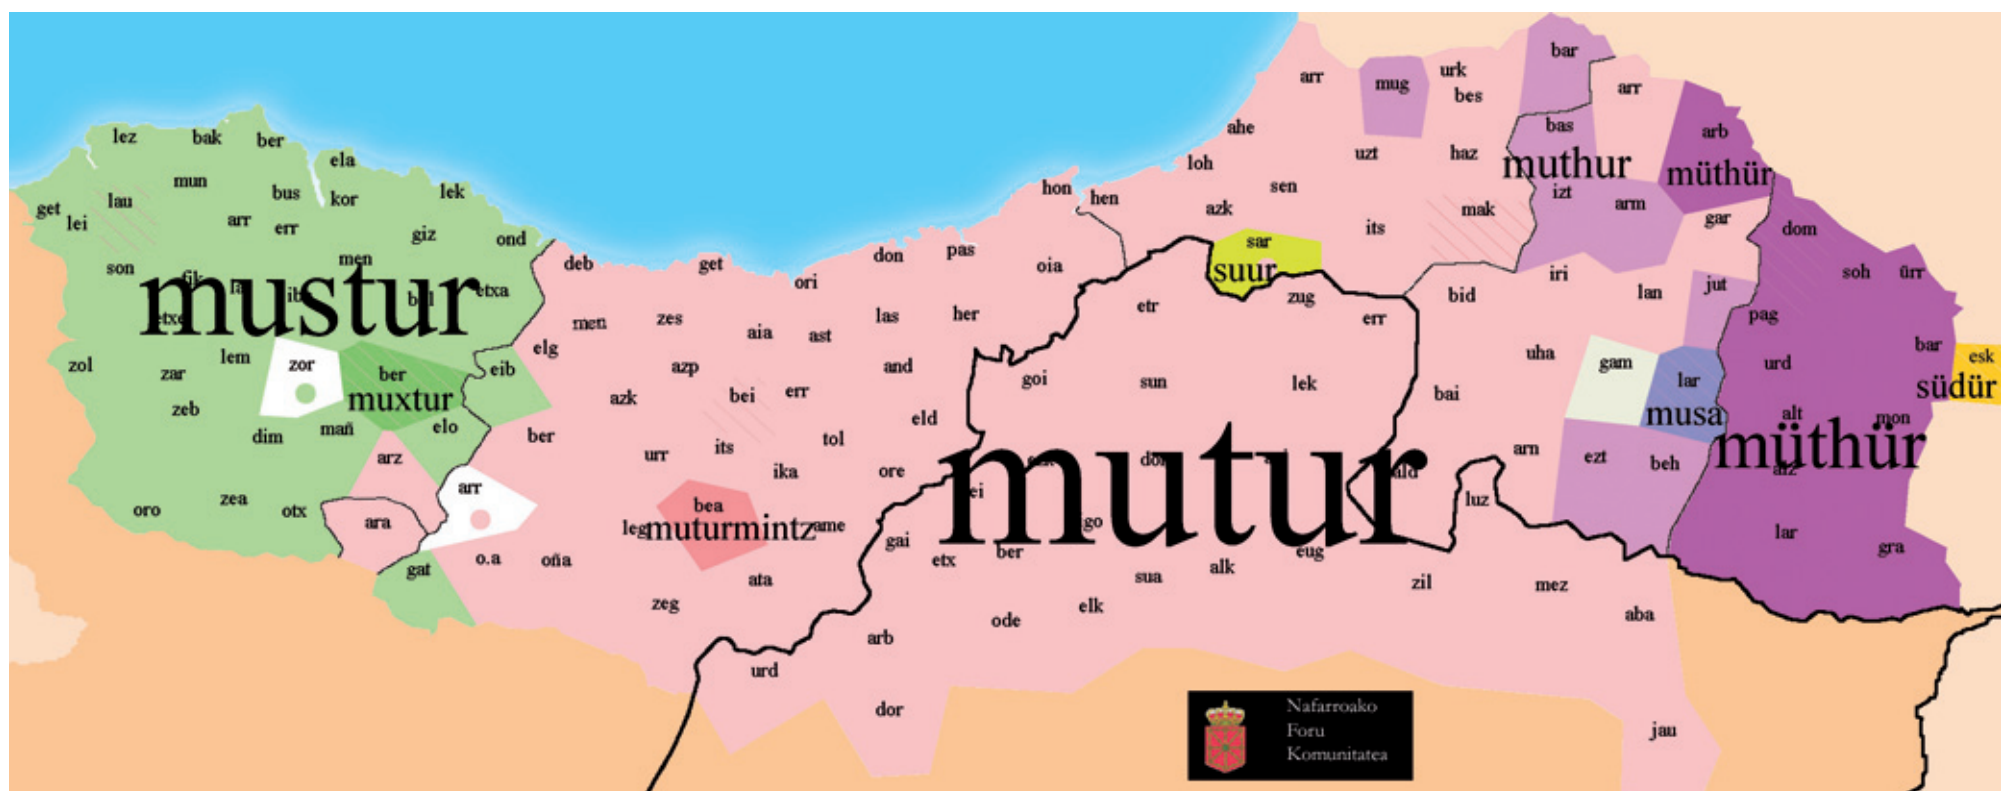 bar
arr
mug
urk
bes
arr
ahe
bas
arb
lez
bak
ber
ela
uzt
haz
muthur
loh
müthür
mun
bus
kor
lek
hon
hen
sen
izt
arm
get
lau
lei
arr
err
azk
mak
gar
giz
ond
its
dom
sar
men
deb
get
don
pas
oia
son
suur
iri
soh
ürr
mustur
etxa
ori
zug
bid
lan
jut
etxe
men
zes
aia
ast
las
her
etr
err
pag
elg
uha
bar
esk
lem
zor
eib
zol
zar
ber
azp
and
goi
sun
lek
gam
lar
urd
südür
muxtur
azk
bei
err
bai
musa
zeb
eld
alt
mon
dim
mañ
elo
ber
tol
müthür
arz
urr
its
ika
ore
mutur
arn
ezt
beh
arr
luz
zea
otx
oro
ara
bea
leg
muturmintz
ame
gai
etx
ber
eug
lar
gra
gat
o.a
oña
ata
sua
alk
zil
mez
zeg
elk
ode
aba
arb
urd
dor
jau
Nafarroako
Foru
Komunitatea